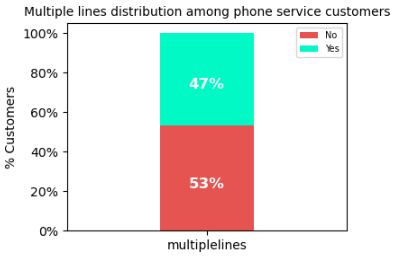 Multiple lines distribution among phone service customers
No
Yes
100%
80%
60%
40%
20%
0%
47%
53%
% Customers
multiplelines